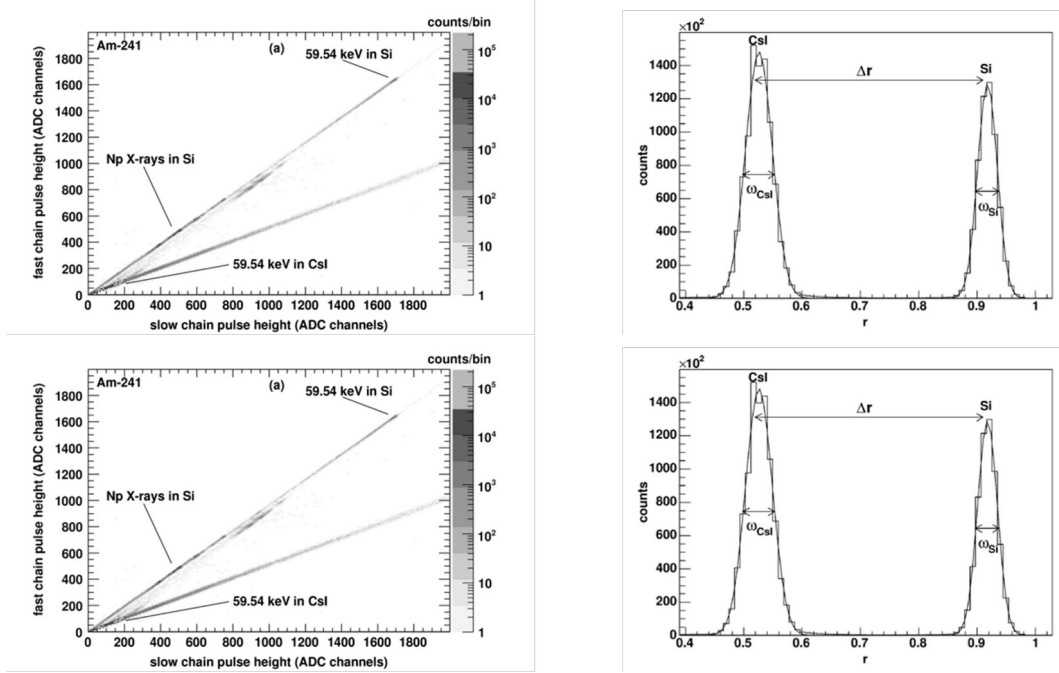 counts/bin
Am-241
(a)
59.54 keV in Si
Np X-rays in Si
59.54 keV in CsI
fast chain pulse height (ADC channels)
1800
1600
1400
1200
1000
800
600
400
200
0
0 200 400 600 800 1000 1200 1400 1600 1800
slow chain pulse height (ADC channels)
10⁵
10⁴
10³
10²
10
1
×10²
CsI
Si
Δr
ω CsI
ω Si
counts
1400
1200
1000
800
600
400
200
0
0.4 0.5 0.6 0.7 0.8 0.9 1
r
counts/bin
Am-241
(a)
59.54 keV in Si
Np X-rays in Si
59.54 keV in CsI
fast chain pulse height (ADC channels)
1800
1600
1400
1200
1000
800
600
400
200
0
0 200 400 600 800 1000 1200 1400 1600 1800
slow chain pulse height (ADC channels)
10⁵
10⁴
10³
10²
10
1
×10²
CsI
Si
Δr
ω CsI
ω Si
counts
1400
1200
1000
800
600
400
200
0
0.4 0.5 0.6 0.7 0.8 0.9 1
r